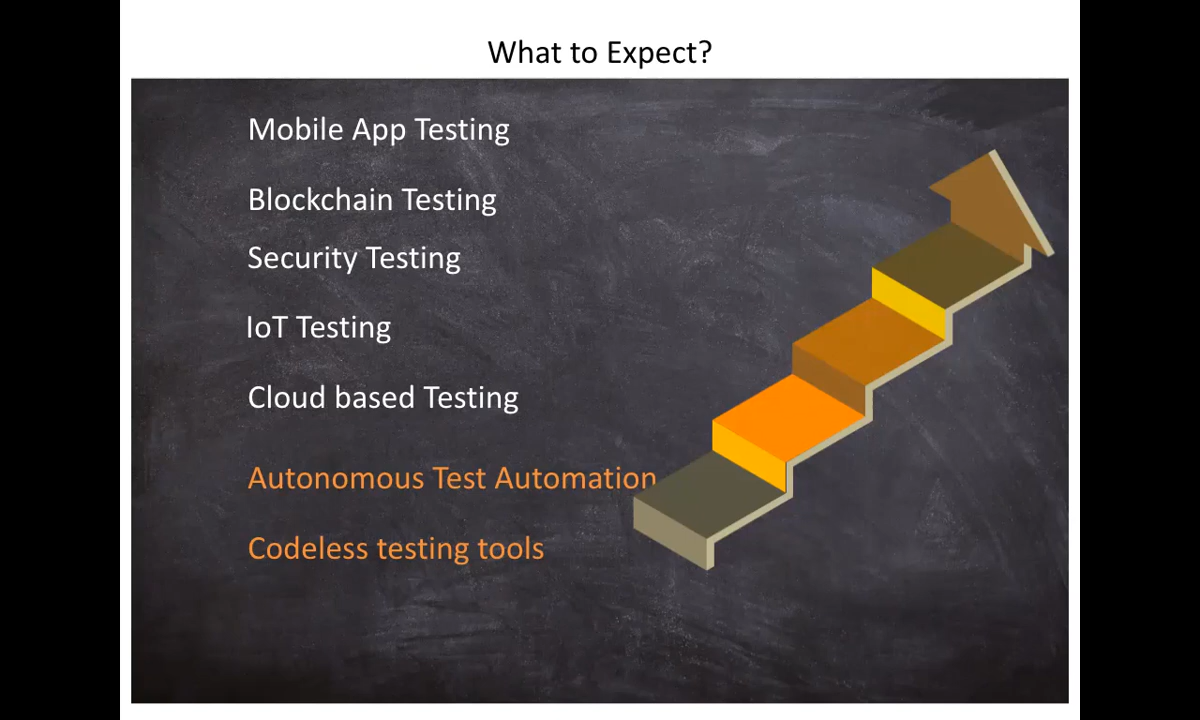 What to Expect?
Mobile App Testing
Blockchain Testing
Security Testing
IoT Testing
Cloud based Testing
Autonomous Test Automation
Codeless testing tools